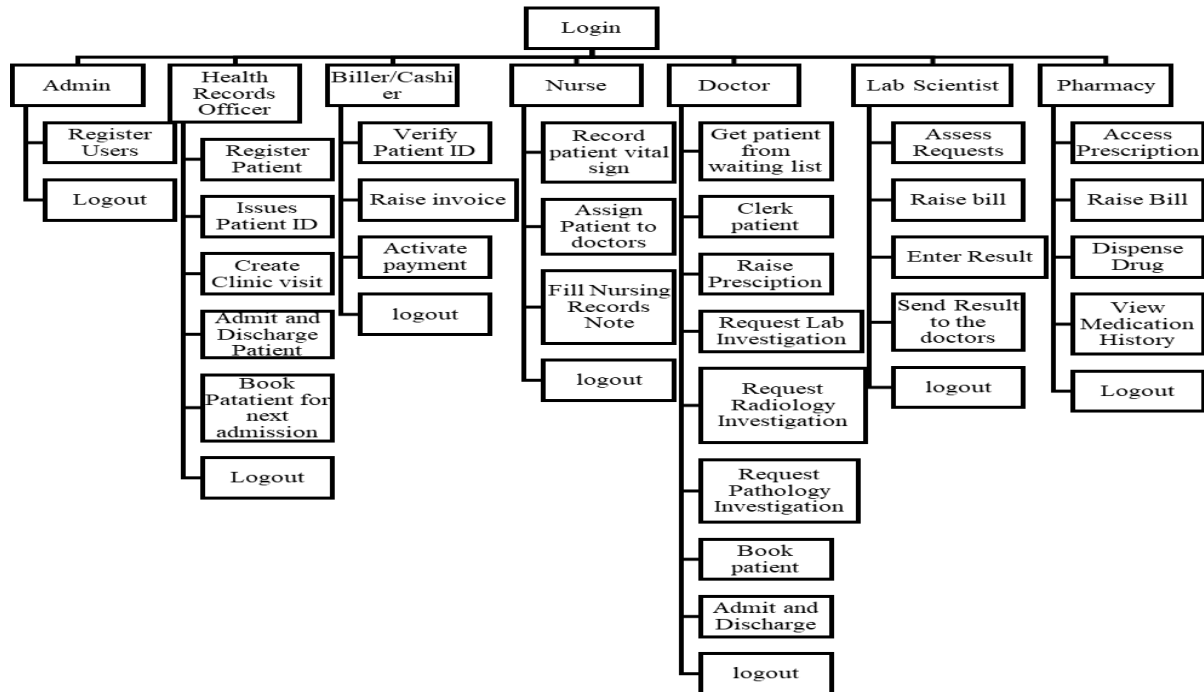 Login
Admin
Register
Users
Logout
Health
Records
Officer
Register
Patient
Issues
Patient ID
Create
Clinic visit
Admit and
Discharge
Patient
Book
Patatient for
next
admission
Logout
Biller/Cashi
er
Verify
Patient ID
Raise invoice
Activate
payment
logout
Nurse
Record
patient vital
sign
Assign
Patient to
doctors
Fill Nursing
Records
Note
logout
Doctor
Get patient
from
waiting list
Clerk
patient
Raise
Presciption
Request Lab
Investigation
Request
Radiology
Investigation
Request
Pathology
Investigation
Book
patient
Admit and
Discharge
logout
Lab Scientist
Assess
Requests
Raise bill
Enter Result
Send Result
to the
doctors
logout
Pharmacy
Access
Prescription
Raise Bill
Dispense
Drug
View
Medication
History
Logout